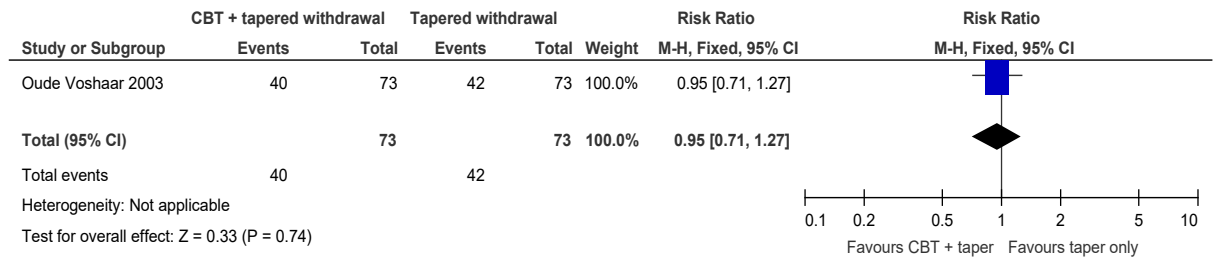 CBT + tapered withdrawal Tapered withdrawal Risk Ratio Risk Ratio
Study or Subgroup Events Total Events Total Weight M-H, Fixed, 95% CI M-H, Fixed, 95% CI
Oude Voshaar 2003 40 73 42 73 100.0% 0.95 [0.71, 1.27]
Total (95% CI) 73 73 100.0% 0.95 [0.71, 1.27]
Total events 40 42
Heterogeneity: Not applicable
Test for overall effect: Z = 0.33 (P = 0.74)
0.1 0.2 0.5 1 2 5 10
Favours CBT + taper Favours taper only